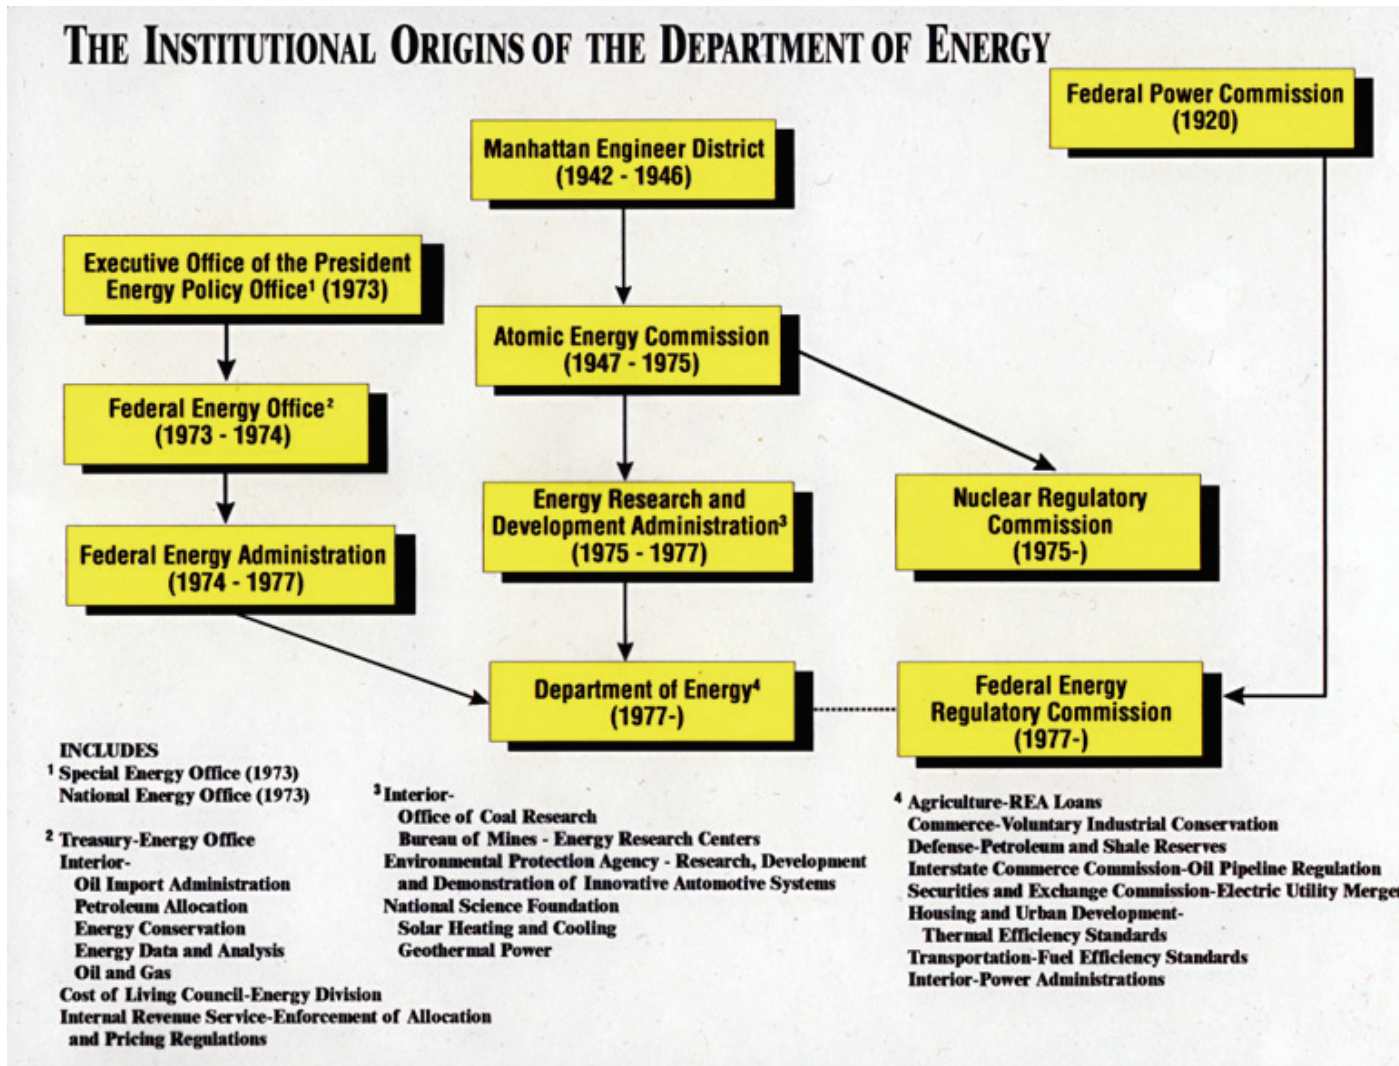 THE INSTITUTIONAL ORIGINS OF THE DEPARTMENT OF ENERGY
Federal Power Commission
(1920)
Manhattan Engineer District
(1942 - 1946)
Executive Office of the President
Energy Policy Office¹ (1973)
Atomic Energy Commission
(1947 - 1975)
Federal Energy Office²
(1973 - 1974)
Energy Research and
Development Administration³
(1975 - 1977)
Nuclear Regulatory
Commission
(1975-)
Federal Energy Administration
(1974 - 1977)
Department of Energy⁴
(1977-)
Federal Energy
Regulatory Commission
(1977-)
INCLUDES
¹ Special Energy Office (1973)
National Energy Office (1973)
² Treasury-Energy Office
Interior-
Oil Import Administration
Petroleum Allocation
Energy Conservation
Energy Data and Analysis
Oil and Gas
Cost of Living Council-Energy Division
Internal Revenue Service-Enforcement of Allocation
and Pricing Regulations
³ Interior-
Office of Coal Research
Bureau of Mines - Energy Research Centers
Environmental Protection Agency - Research, Development
and Demonstration of Innovative Automotive Systems
National Science Foundation
Solar Heating and Cooling
Geothermal Power
⁴ Agriculture-REA Loans
Commerce-Voluntary Industrial Conservation
Defense-Petroleum and Shale Reserves
Interstate Commerce Commission-Oil Pipeline Regulation
Securities and Exchange Commission-Electric Utility Merge
Housing and Urban Development-
Thermal Efficiency Standards
Transportation-Fuel Efficiency Standards
Interior-Power Administrations